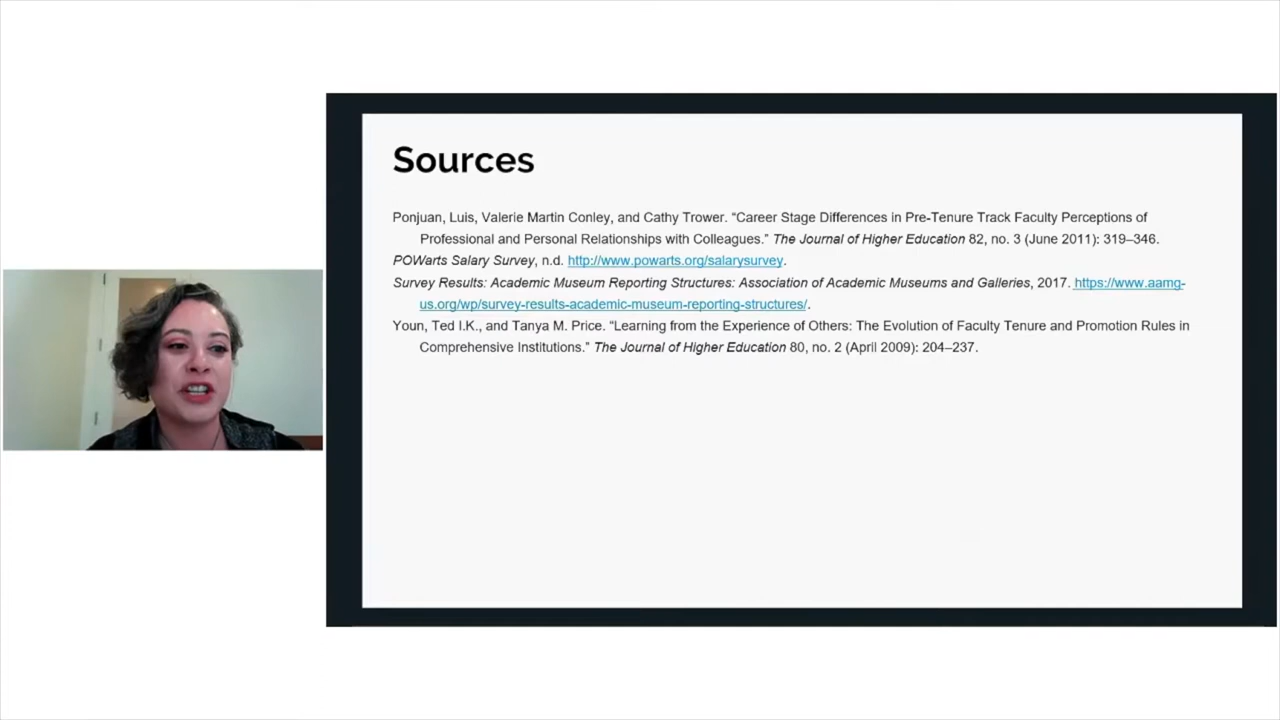 Sources
Ponjuan, Luis, Valerie Martin Conley, and Cathy Trower. “Career Stage Differences in Pre-Tenure Track Faculty Perceptions of
Professional and Personal Relationships with Colleagues.” The Journal of Higher Education 82, no. 3 (June 2011): 319–346.
POWarts Salary Survey, n.d. http://www.powarts.org/salarysurvey.
Survey Results: Academic Museum Reporting Structures: Association of Academic Museums and Galleries, 2017. https://www.aamg-
us.org/wp/survey-results-academic-museum-reporting-structures/.
Youn, Ted I.K., and Tanya M. Price. “Learning from the Experience of Others: The Evolution of Faculty Tenure and Promotion Rules in
Comprehensive Institutions.” The Journal of Higher Education 80, no. 2 (April 2009): 204–237.